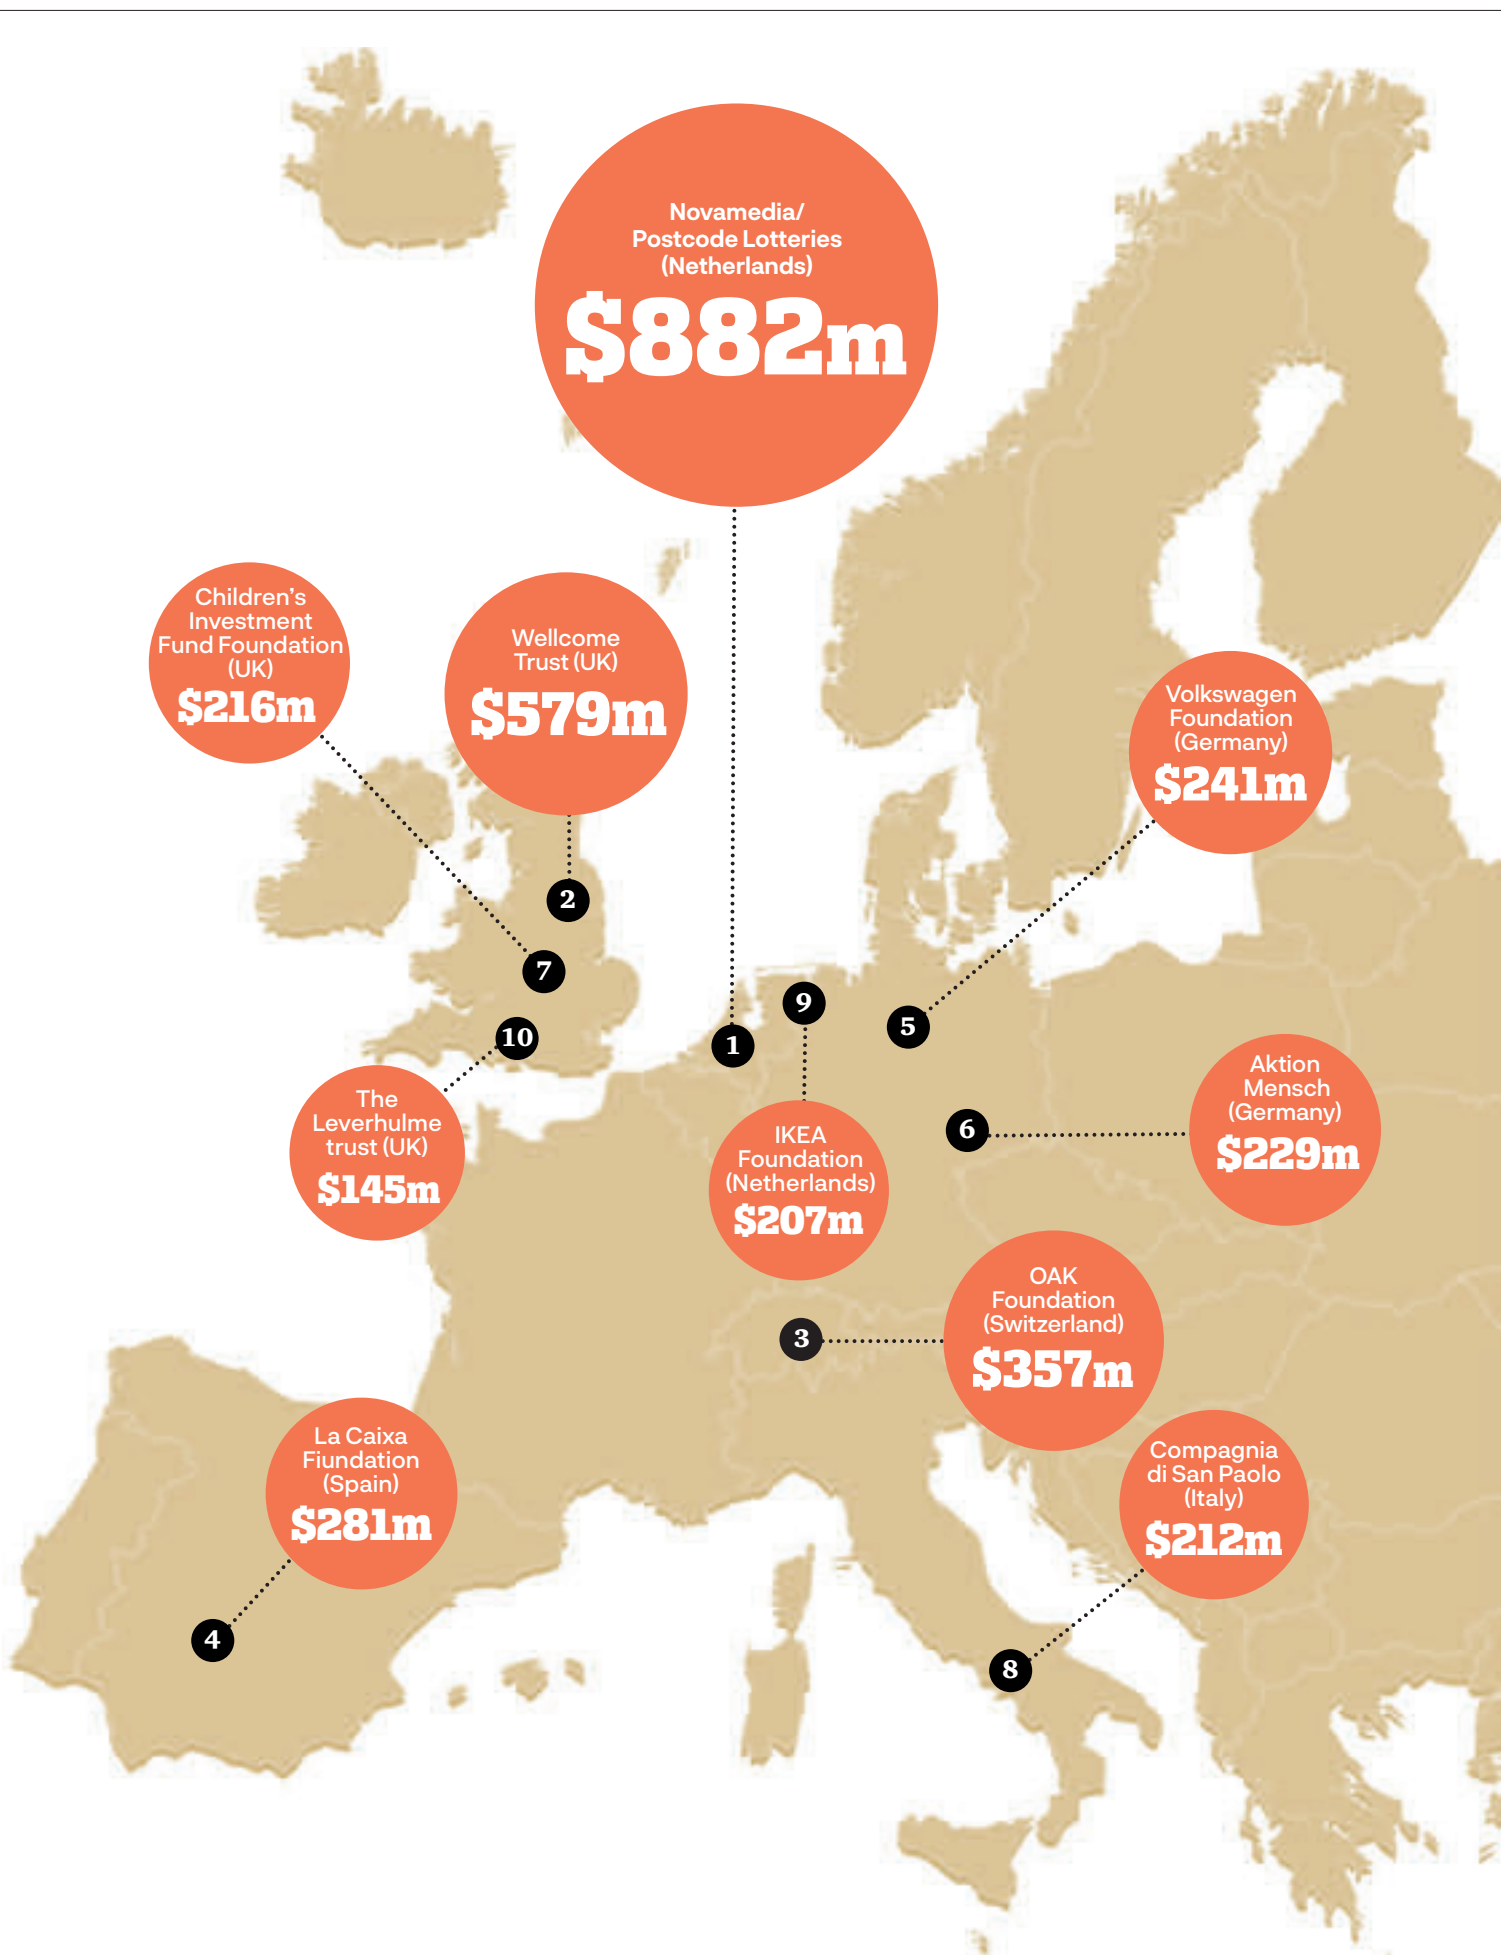 Novamedia/
Postcode Lotteries
(Netherlands)
$882m
Children's
Investment
Fund Foundation
(UK)
$216m
Wellcome
Trust (UK)
$579m
Volkswagen
Foundation
(Germany)
$241m
2
7
9
10
1
5
The
Leverhulme
trust (UK)
$145m
IKEA
Foundation
(Netherlands)
$207m
6
Aktion
Mensch
(Germany)
$229m
3
OAK
Foundation
(Switzerland)
$357m
La Caixa
Fiundation
(Spain)
$281m
Compagnia
di San Paolo
(Italy)
$212m
4
8